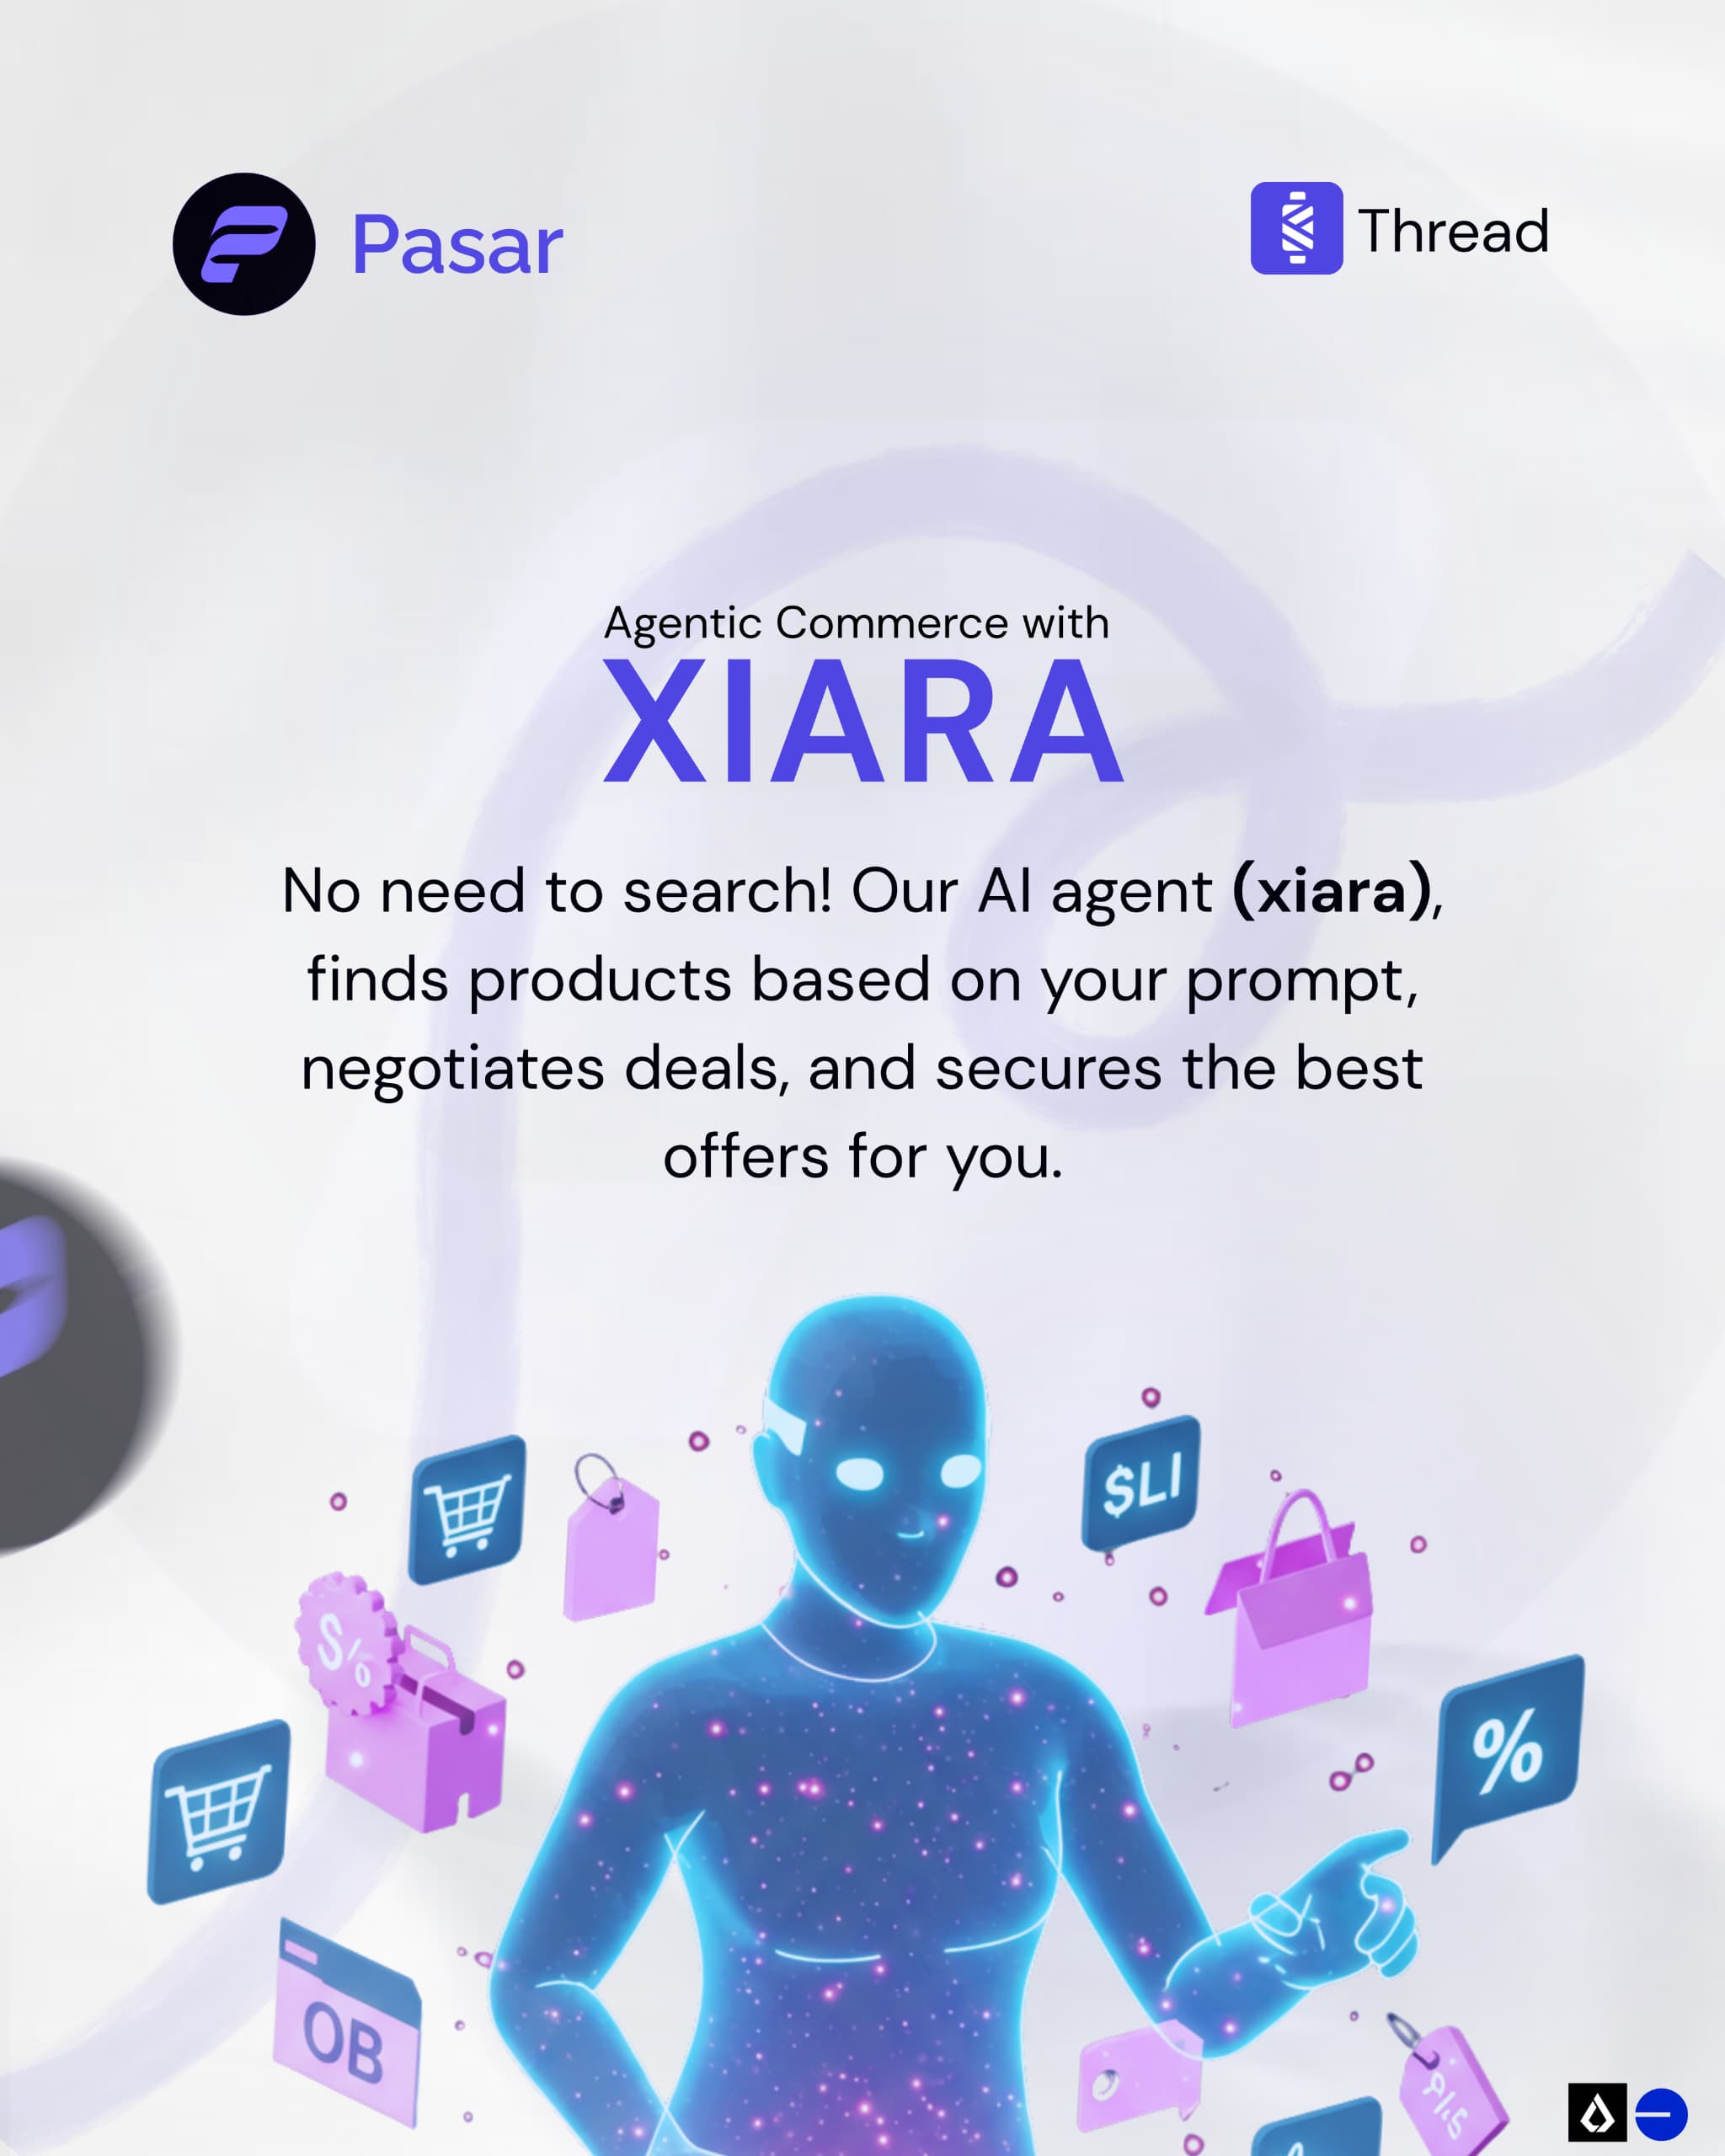 Pasar
Thread
Agentic Commerce with
XIARA
No need to search! Our AI agent (xiara),
finds products based on your prompt,
negotiates deals, and secures the best
offers for you.
$LI
%
OB